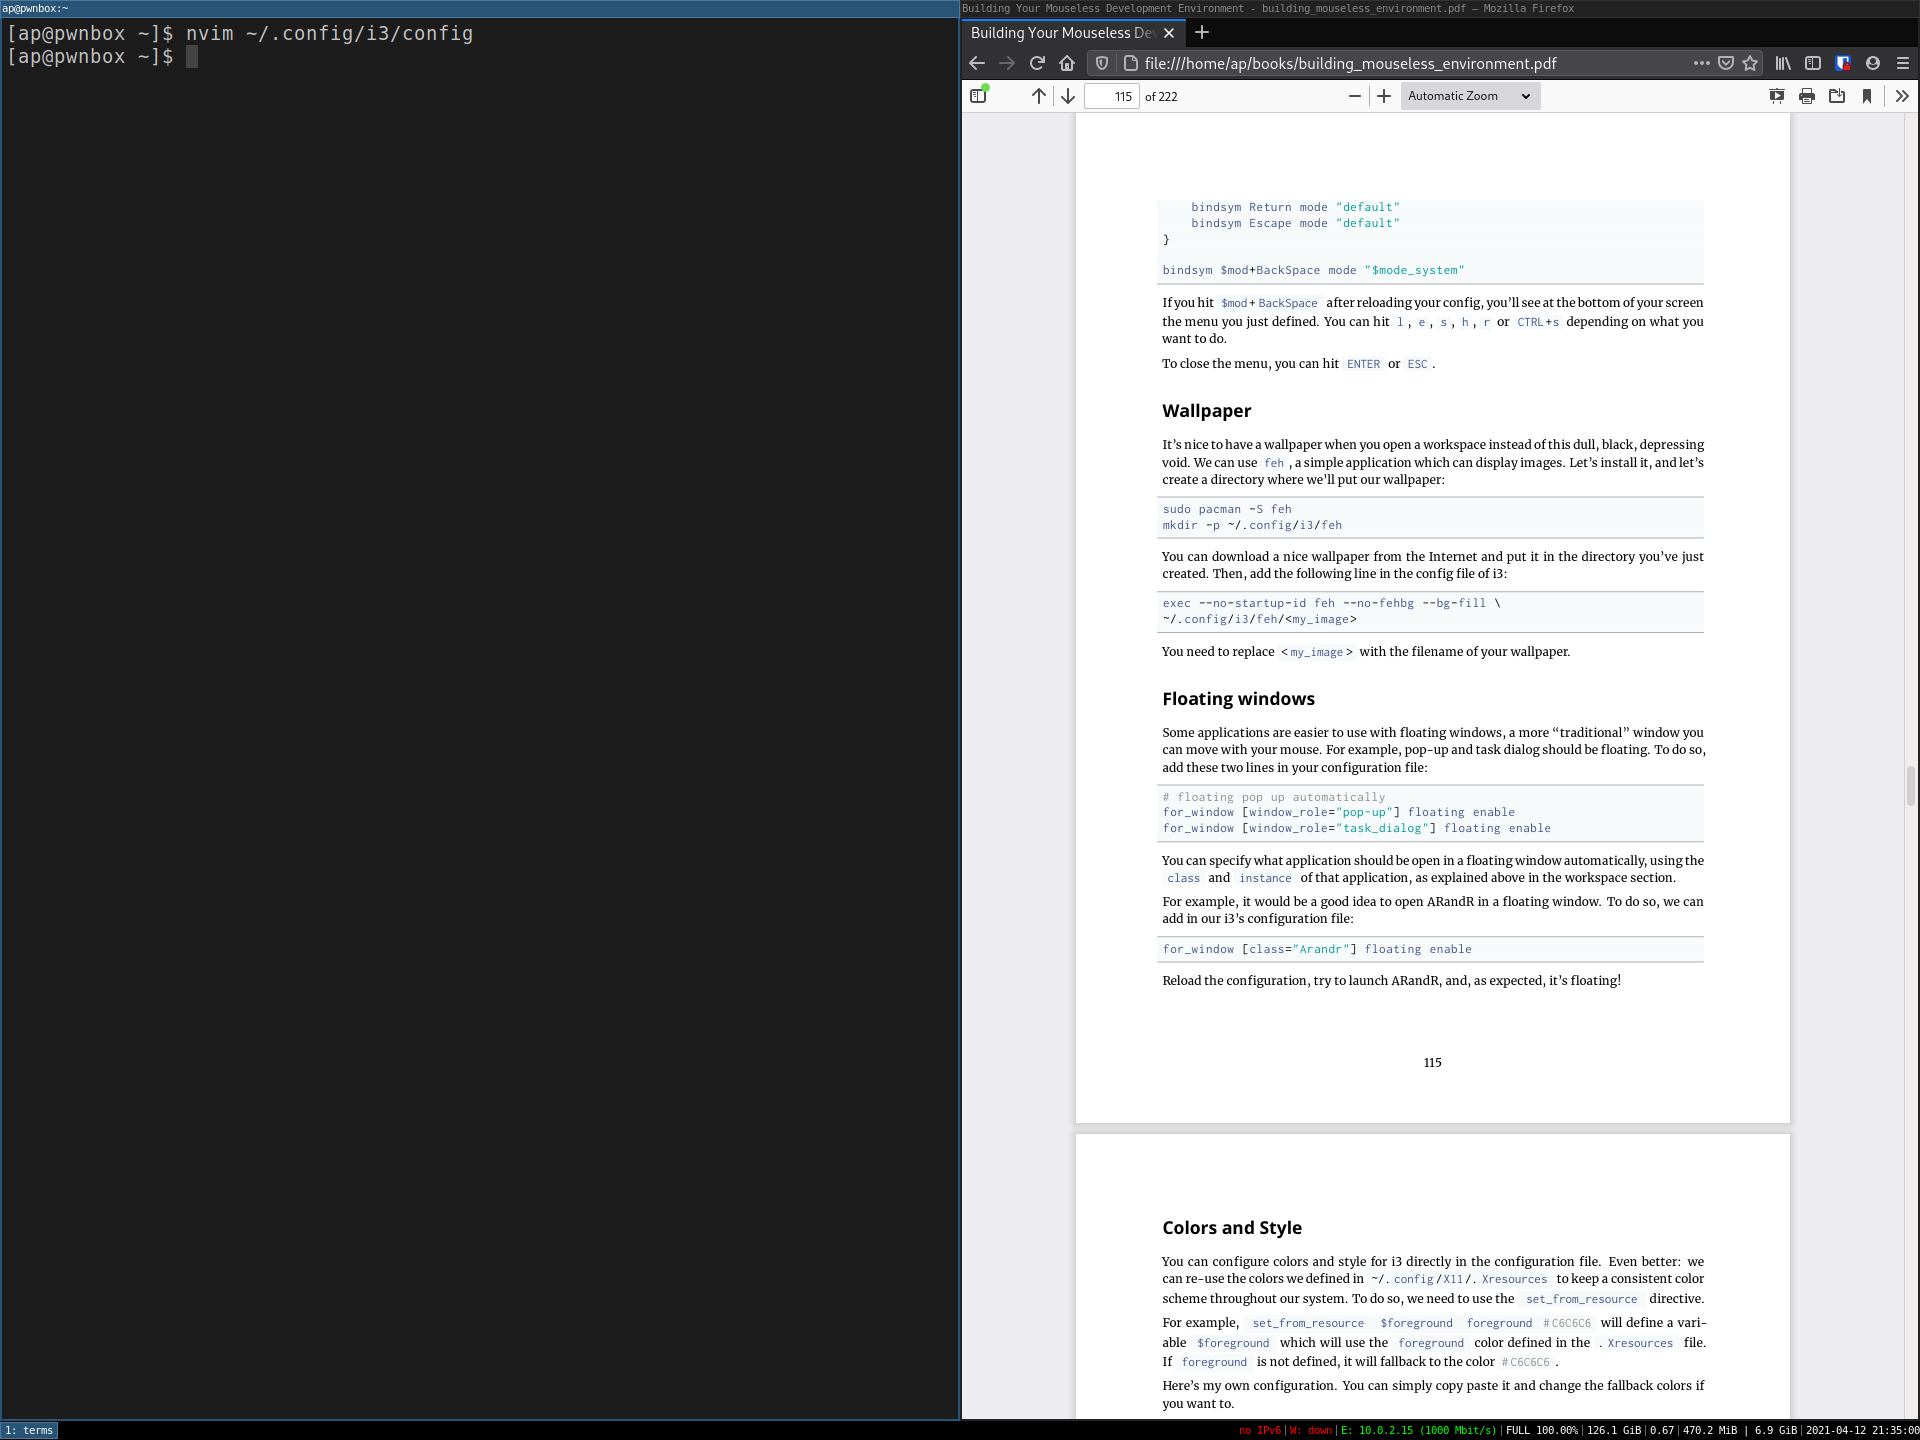 ap@pwnbox:~
[ap@pwnbox ~]$ nvim ~/.config/i3/config
[ap@pwnbox ~]$
Building Your Mouseless Development Environment - building_mouseless_environment.pdf — Mozilla Firefox
Building Your Mouseless De
file:///home/ap/books/building_mouseless_environment.pdf
115 of 222
Automatic Zoom
bindsym Return mode "default"
bindsym Escape mode "default"
}
bindsym $mod+BackSpace mode "$mode_system"
If you hit $mod+BackSpace after reloading your config, you’ll see at the bottom of your screen
the menu you just defined. You can hit l, e, s, h, r or CTRL+s depending on what you
want to do.
To close the menu, you can hit ENTER or ESC.
Wallpaper
It’s nice to have a wallpaper when you open a workspace instead of this dull, black, depressing
void. We can use feh, a simple application which can display images. Let’s install it, and let’s
create a directory where we’ll put our wallpaper:
sudo pacman -S feh
mkdir -p ~/.config/i3/feh
You can download a nice wallpaper from the Internet and put it in the directory you’ve just
created. Then, add the following line in the config file of i3:
exec --no-startup-id feh --no-fehbg --bg-fill \
~/.config/i3/feh/<my_image>
You need to replace <my_image> with the filename of your wallpaper.
Floating windows
Some applications are easier to use with floating windows, a more “traditional” window you
can move with your mouse. For example, pop-up and task dialog should be floating. To do so,
add these two lines in your configuration file:
# floating pop up automatically
for_window [window_role="pop-up"] floating enable
for_window [window_role="task_dialog"] floating enable
You can specify what application should be open in a floating window automatically, using the
class and instance of that application, as explained above in the workspace section.
For example, it would be a good idea to open ARandR in a floating window. To do so, we can
add in our i3’s configuration file:
for_window [class="Arandr"] floating enable
Reload the configuration, try to launch ARandR, and, as expected, it’s floating!
115
Colors and Style
You can configure colors and style for i3 directly in the configuration file. Even better: we
can re-use the colors we defined in ~/.config/X11/.Xresources to keep a consistent color
scheme throughout our system. To do so, we need to use the set_from_resource directive.
For example, set_from_resource $foreground foreground #C6C6C6 will define a vari-
able $foreground which will use the foreground color defined in the .Xresources file.
If foreground is not defined, it will fallback to the color #C6C6C6.
Here’s my own configuration. You can simply copy paste it and change the fallback colors if
you want to.
1: terms
no IPv6|W: down|E: 10.0.2.15 (1000 Mbit/s)|FULL 100.00%|126.1 GiB|0.67|470.2 MiB | 6.9 GiB|2021-04-12 21:35:00